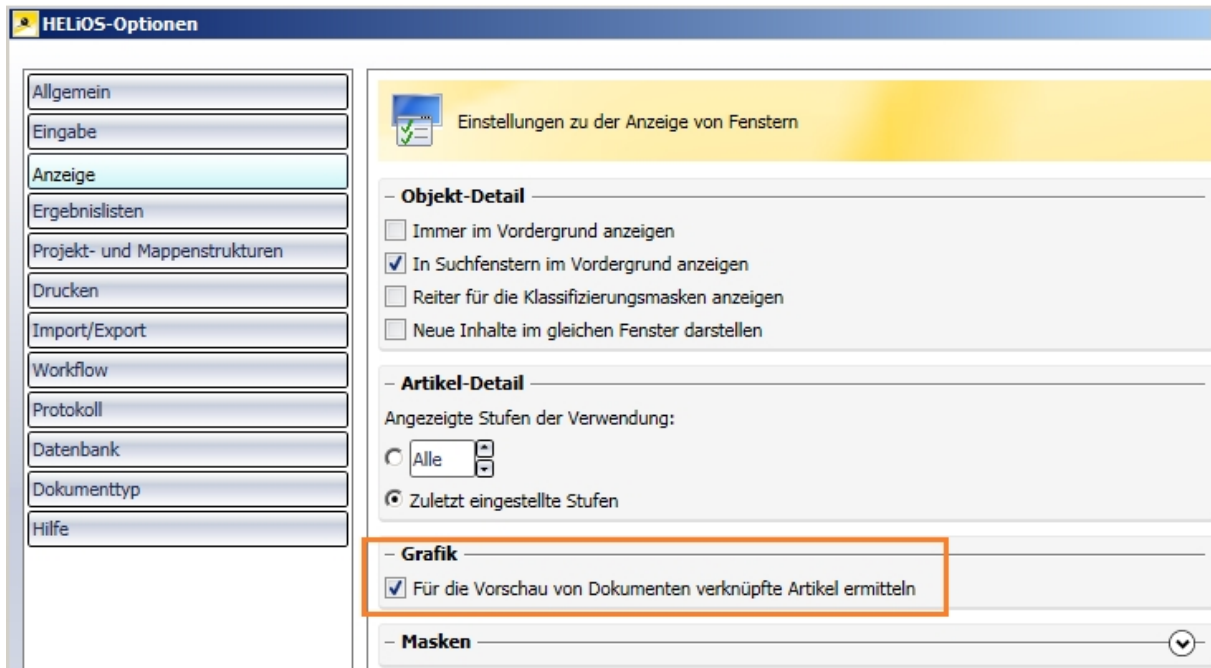 HELiOS-Optionen
Allgemein
Eingabe
Anzeige
Ergebnislisten
Projekt- und Mappenstrukturen
Drucken
Import/Export
Workflow
Protokoll
Datenbank
Dokumenttyp
Hilfe
Einstellungen zu der Anzeige von Fenstern
Objekt-Detail
Immer im Vordergrund anzeigen
In Suchfenstern im Vordergrund anzeigen
Reiter für die Klassifizierungsmasken anzeigen
Neue Inhalte im gleichen Fenster darstellen
Artikel-Detail
Angezeigte Stufen der Verwendung:
Alle
Zuletzt eingestellte Stufen
Grafik
Für die Vorschau von Dokumenten verknüpfte Artikel ermitteln
Masken